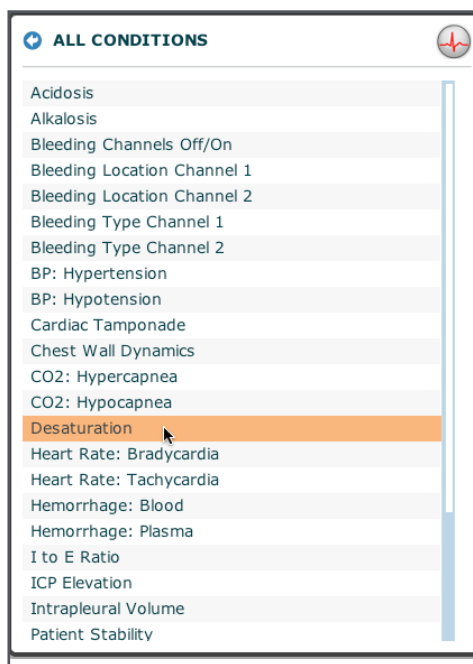 ALL CONDITIONS
Acidosis
Alkalosis
Bleeding Channels Off/On
Bleeding Location Channel 1
Bleeding Location Channel 2
Bleeding Type Channel 1
Bleeding Type Channel 2
BP: Hypertension
BP: Hypotension
Cardiac Tamponade
Chest Wall Dynamics
CO2: Hypercapnea
CO2: Hypocapnea
Desaturation
Heart Rate: Bradycardia
Heart Rate: Tachycardia
Hemorrhage: Blood
Hemorrhage: Plasma
I to E Ratio
ICP Elevation
Intrapleural Volume
Patient Stability